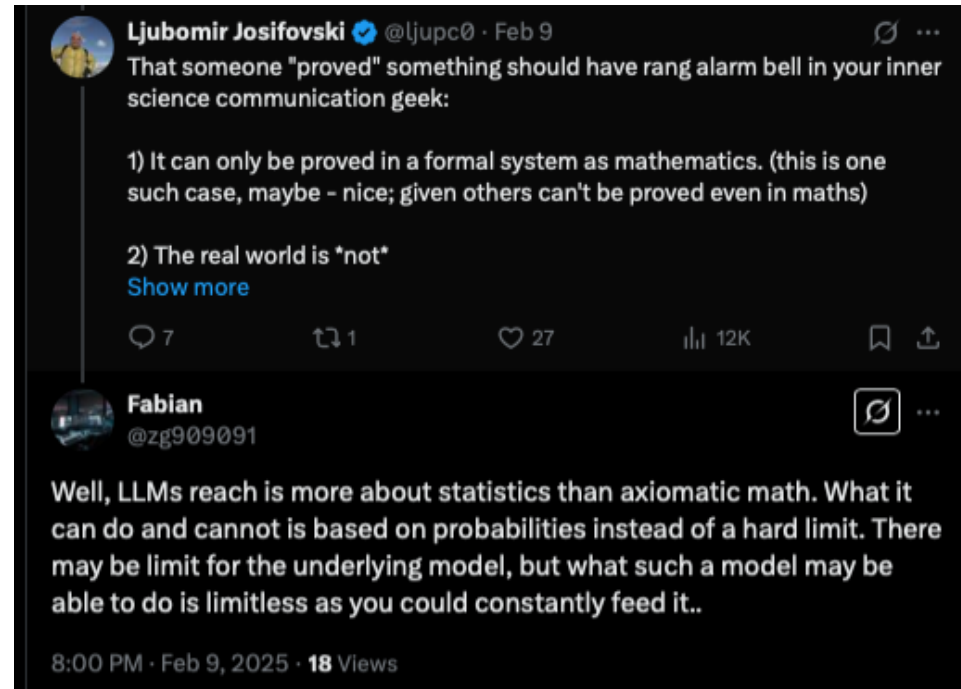 Ljubomir Josifovski @ljupc0 · Feb 9
That someone "proved" something should have rang alarm bell in your inner
science communication geek:
1) It can only be proved in a formal system as mathematics. (this is one
such case, maybe - nice; given others can't be proved even in maths)
2) The real world is *not*
Show more
7 1 27 12K
Fabian
@zg909091
Well, LLMs reach is more about statistics than axiomatic math. What it
can do and cannot is based on probabilities instead of a hard limit. There
may be limit for the underlying model, but what such a model may be
able to do is limitless as you could constantly feed it..
8:00 PM · Feb 9, 2025 · 18 Views